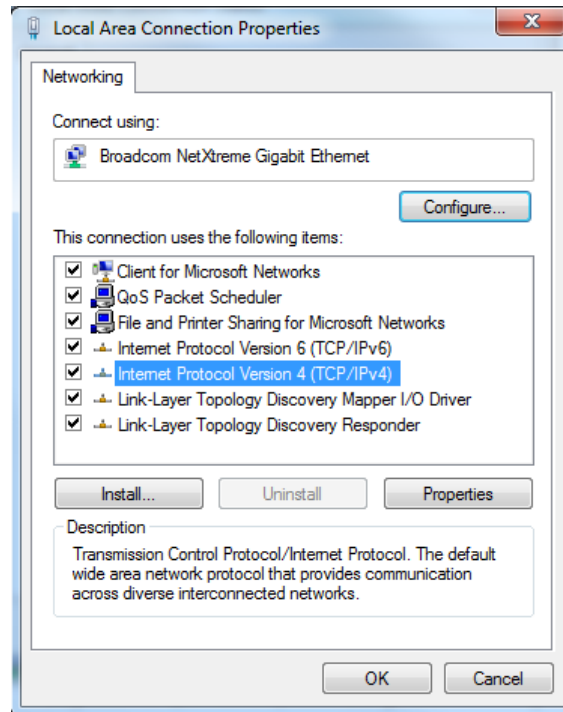 Local Area Connection Properties
Networking
Connect using:
Broadcom NetXtreme Gigabit Ethernet
Configure...
This connection uses the following items:
Client for Microsoft Networks
QoS Packet Scheduler
File and Printer Sharing for Microsoft Networks
Internet Protocol Version 6 (TCP/IPv6)
Internet Protocol Version 4 (TCP/IPv4)
Link-Layer Topology Discovery Mapper I/O Driver
Link-Layer Topology Discovery Responder
Install... Uninstall Properties
Description
Transmission Control Protocol/Internet Protocol. The default
wide area network protocol that provides communication
across diverse interconnected networks.
OK Cancel